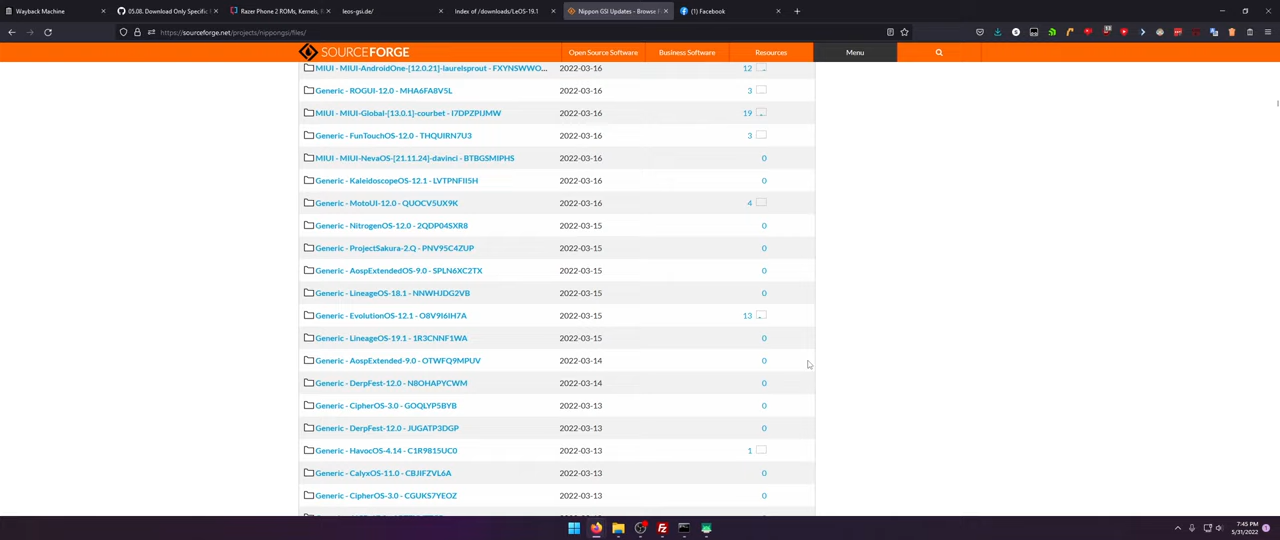 Wayback Machine
05.08. Download Only Specific
Razer Phone 2 ROMs, Kernels,
leos-gsi.de/
Index of /downloads/LeOS-19.1
Nippon GSI Updates - Browse
(1) Facebook
https://sourceforge.net/projects/nippongsi/files/
SOURCEFORGE
Open Source Software
Business Software
Resources
Menu
MIUI - MIUI-AndroidOne-[12.0.21]-laurelsprout - FXYNSWWO... 2022-03-16 12
Generic - ROGUI-12.0 - MHA6FA8V5L 2022-03-16 3
MIUI - MIUI-Global-[13.0.1]-courbet - I7DPZPIJMW 2022-03-16 19
Generic - FunTouchOS-12.0 - THQUIRN7U3 2022-03-16 3
MIUI - MIUI-NevaOS-[21.11.24]-davinci - BTBGSMIPHS 2022-03-16 0
Generic - KaleidoscopeOS-12.1 - LVTPNFII5H 2022-03-16 0
Generic - MotoUI-12.0 - QUOCV5UX9K 2022-03-16 4
Generic - NitrogenOS-12.0 - 2QDP04SXR8 2022-03-15 0
Generic - ProjectSakura-2.Q - PNV95C4ZUP 2022-03-15 0
Generic - AospExtendedOS-9.0 - SPLN6XC2TX 2022-03-15 0
Generic - LineageOS-18.1 - NNWHJDG2VB 2022-03-15 0
Generic - EvolutionOS-12.1 - O8V9I6IH7A 2022-03-15 13
Generic - LineageOS-19.1 - 1R3CNNF1WA 2022-03-15 0
Generic - AospExtended-9.0 - OTWFQ9MPUV 2022-03-14 0
Generic - DerpFest-12.0 - N8OHAPYCWM 2022-03-14 0
Generic - CipherOS-3.0 - GOQLYP5BYB 2022-03-13 0
Generic - DerpFest-12.0 - JUGATP3DGP 2022-03-13 0
Generic - HavocOS-4.14 - C1R9815UC0 2022-03-13 1
Generic - CalyxOS-11.0 - CBJIFZVL6A 2022-03-13 0
Generic - CipherOS-3.0 - CGUKS7YEOZ 2022-03-13 0
7:45 PM
5/31/2022